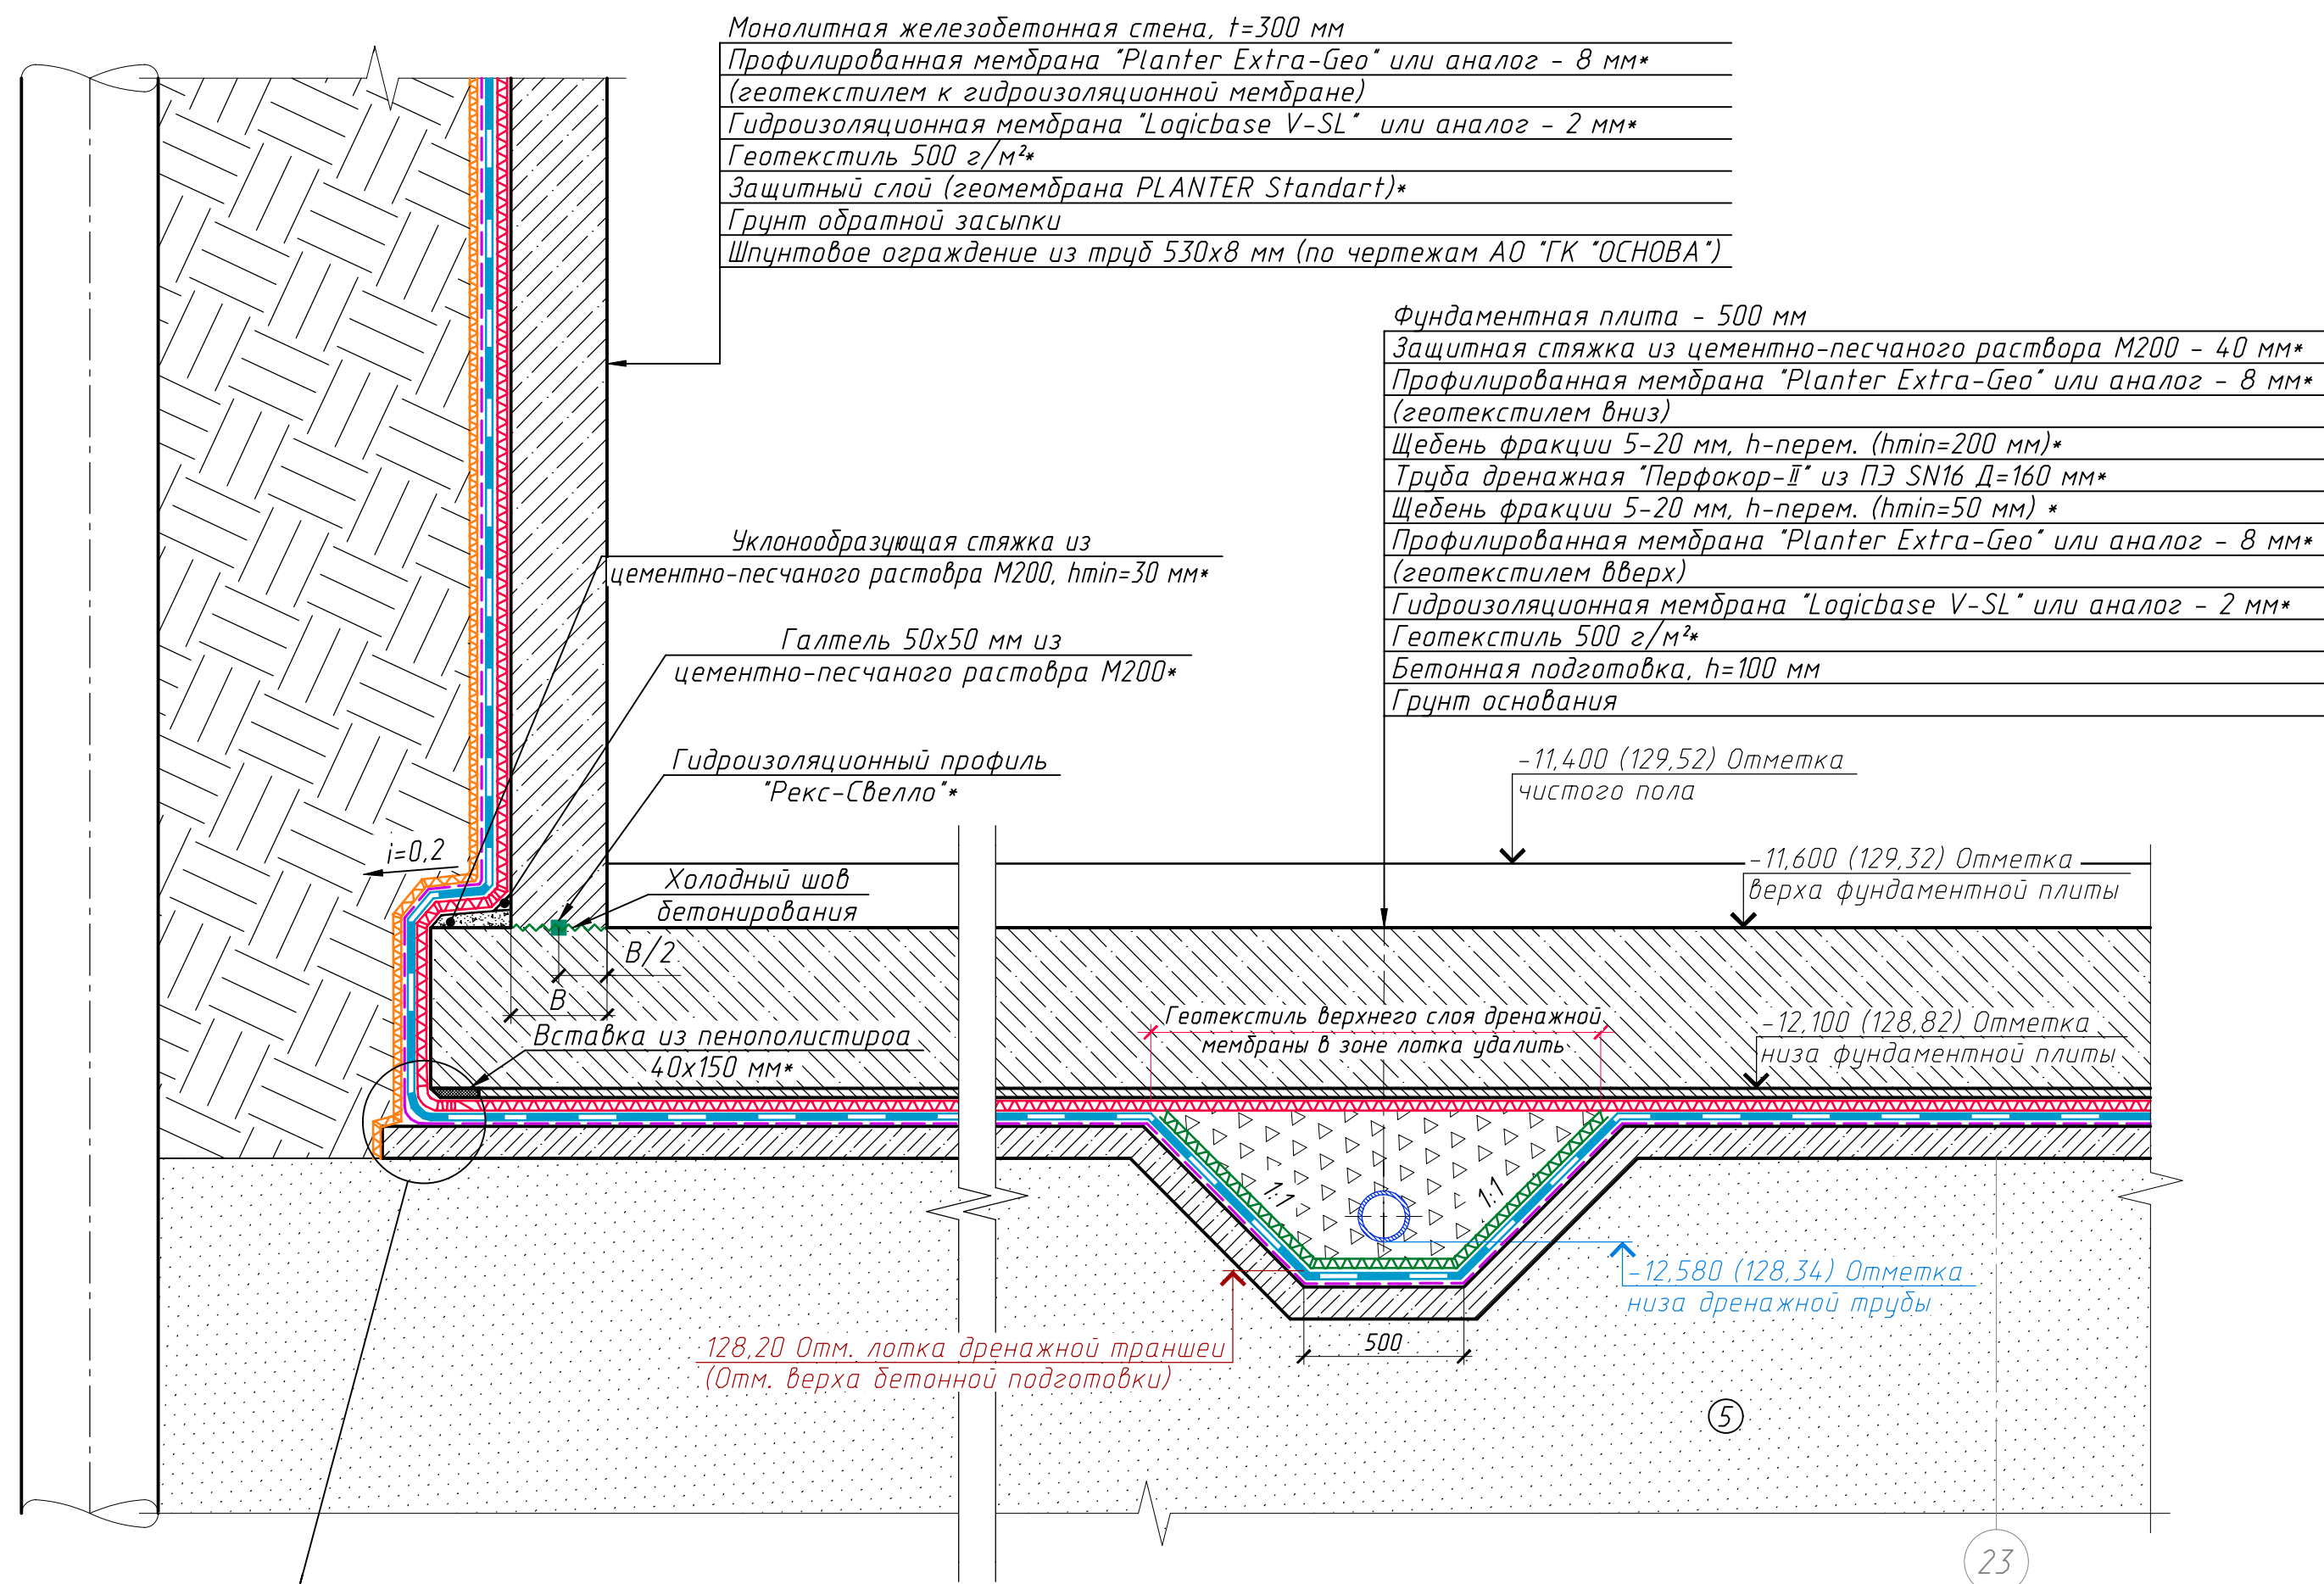 Монолитная железобетонная стена, t=300 мм
Профилированная мембрана "Planter Extra-Geo" или аналог - 8 мм*
(геотекстилем к гидроизоляционной мембране)
Гидроизоляционная мембрана "Logicbase V-SL" или аналог - 2 мм*
Геотекстиль 500 г/м²*
Защитный слой (геомембрана PLANTER Standart)*
Грунт обратной засыпки
Шпунтовое ограждение из труб 530х8 мм (по чертежам АО "ГК "ОСНОВА")
Фундаментная плита - 500 мм
Защитная стяжка из цементно-песчаного раствора М200 - 40 мм*
Профилированная мембрана "Planter Extra-Geo" или аналог - 8 мм*
(геотекстилем вниз)
Щебень фракции 5-20 мм, h-перем. (hmin=200 мм)*
Труба дренажная "Перфокор-II" из ПЭ SN16 Д=160 мм*
Щебень фракции 5-20 мм, h-перем. (hmin=50 мм) *
Профилированная мембрана "Planter Extra-Geo" или аналог - 8 мм*
(геотекстилем вверх)
Гидроизоляционная мембрана "Logicbase V-SL" или аналог - 2 мм*
Геотекстиль 500 г/м²*
Бетонная подготовка, h=100 мм
Грунт основания
Уклонообразующая стяжка из
цементно-песчаного растовра М200, hmin=30 мм*
Галтель 50х50 мм из
цементно-песчаного растовра М200*
Гидроизоляционный профиль
"Рекс-Свелло"*
-11,400 (129,52) Отметка
чистого пола
i=0,2
Холодный шов
бетонирования
-11,600 (129,32) Отметка
верха фундаментной плиты
В/2
В
Вставка из пенополистироа
40х150 мм*
Геотекстиль верхнего слоя дренажной
мембраны в зоне лотка удалить
-12,100 (128,82) Отметка
низа фундаментной плиты
1:1
1:1
-12,580 (128,34) Отметка
низа дренажной трубы
128,20 Отм. лотка дренажной траншеи
(Отм. верха бетонной подготовки)
500
5
23